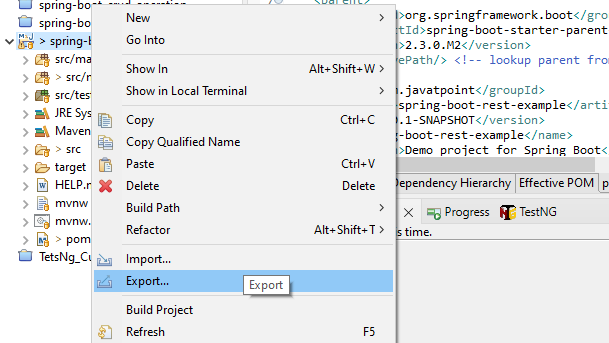 spring-boot-crud-operation
spring-boot
> spring-b
src/ma
> src/n
src/test
JRE Sys
Maven
> src
target
HELP.n
mvnw
mvnw.
> pom
TetsNg_Cu
New
Go Into
Show In Alt+Shift+W >
Show in Local Terminal >
Copy Ctrl+C
Copy Qualified Name
Paste Ctrl+V
Delete Delete
Build Path >
Refactor Alt+Shift+T >
Import...
Export...
Export
Build Project
Refresh F5
<parent>
>org.springframework.boot</gr
ctId>spring-boot-starter-parent
>2.3.0.M2</version>
vePath/> <!-- lookup parent from
.javatpoint</groupId>
spring-boot-rest-example</arti
.1-SNAPSHOT</version>
-boot-rest-example</name>
>Demo project for Spring Boot<
Dependency Hierarchy
Effective POM
p
Progress
TestNG
s time.